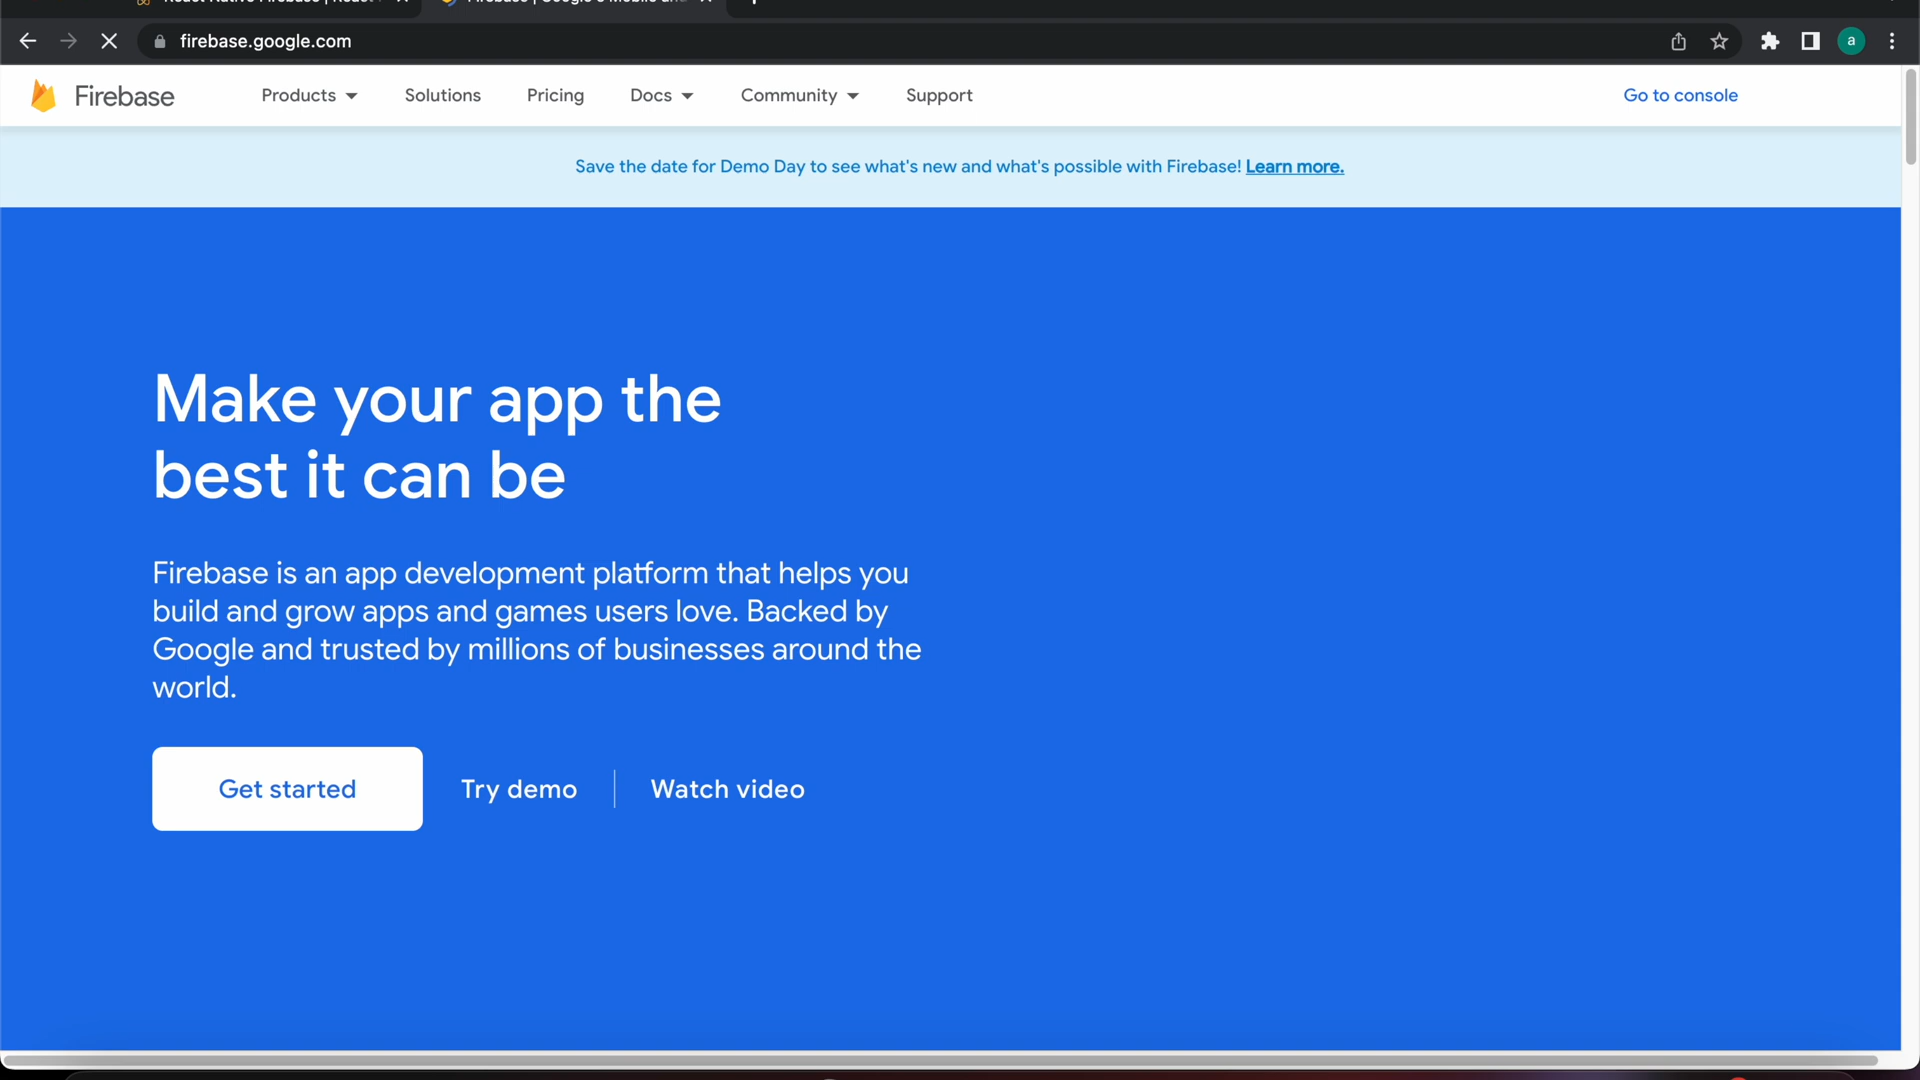 firebase.google.com
a
Firebase
Products
Solutions
Pricing
Docs
Community
Support
Go to console
Save the date for Demo Day to see what's new and what's possible with Firebase! Learn more.
Make your app the
best it can be
Firebase is an app development platform that helps you
build and grow apps and games users love. Backed by
Google and trusted by millions of businesses around the
world.
Get started
Try demo
Watch video